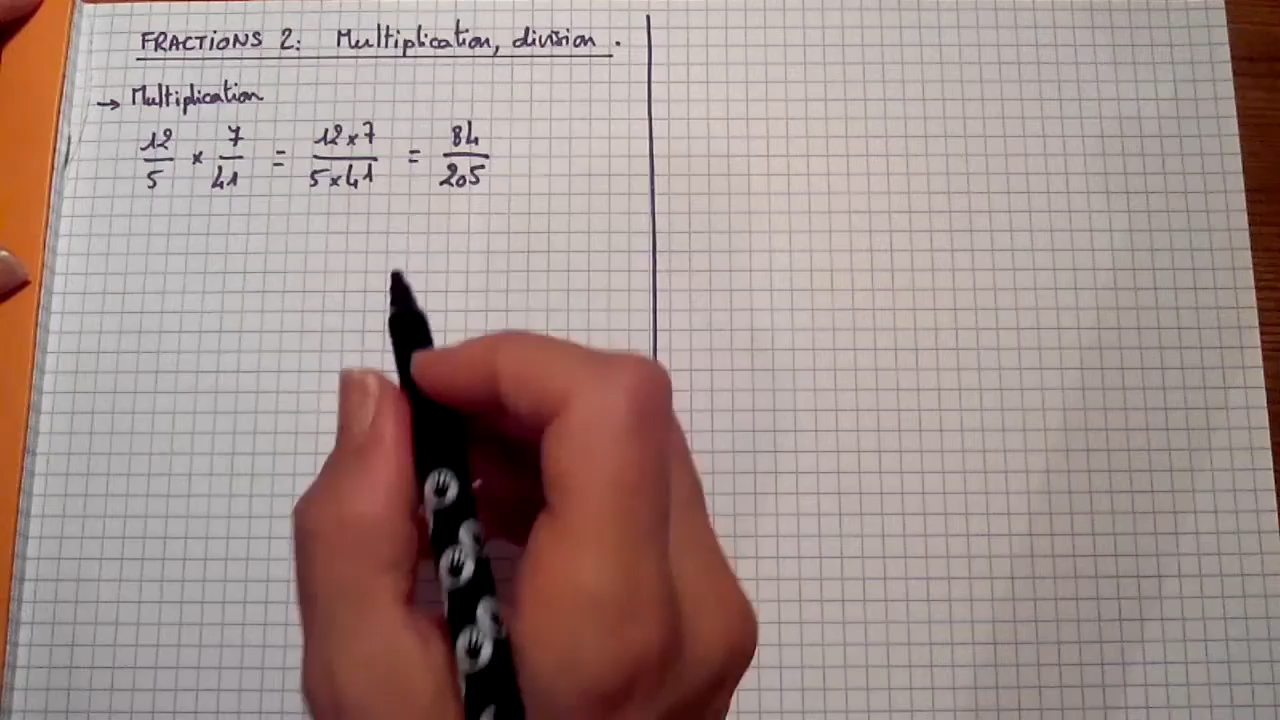 FRACTIONS 2: Multiplication, division.
→ Multiplication
12/5 × 7/41 = 12×7/5×41 = 84/205